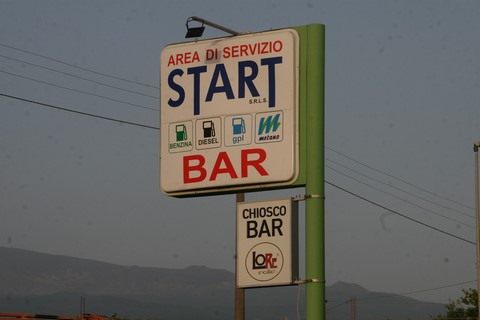 AREA DI SERVIZIO
START
S.R.L.S.
BENZINA DIESEL gpl metano
BAR
CHIOSCO
BAR
LoRe